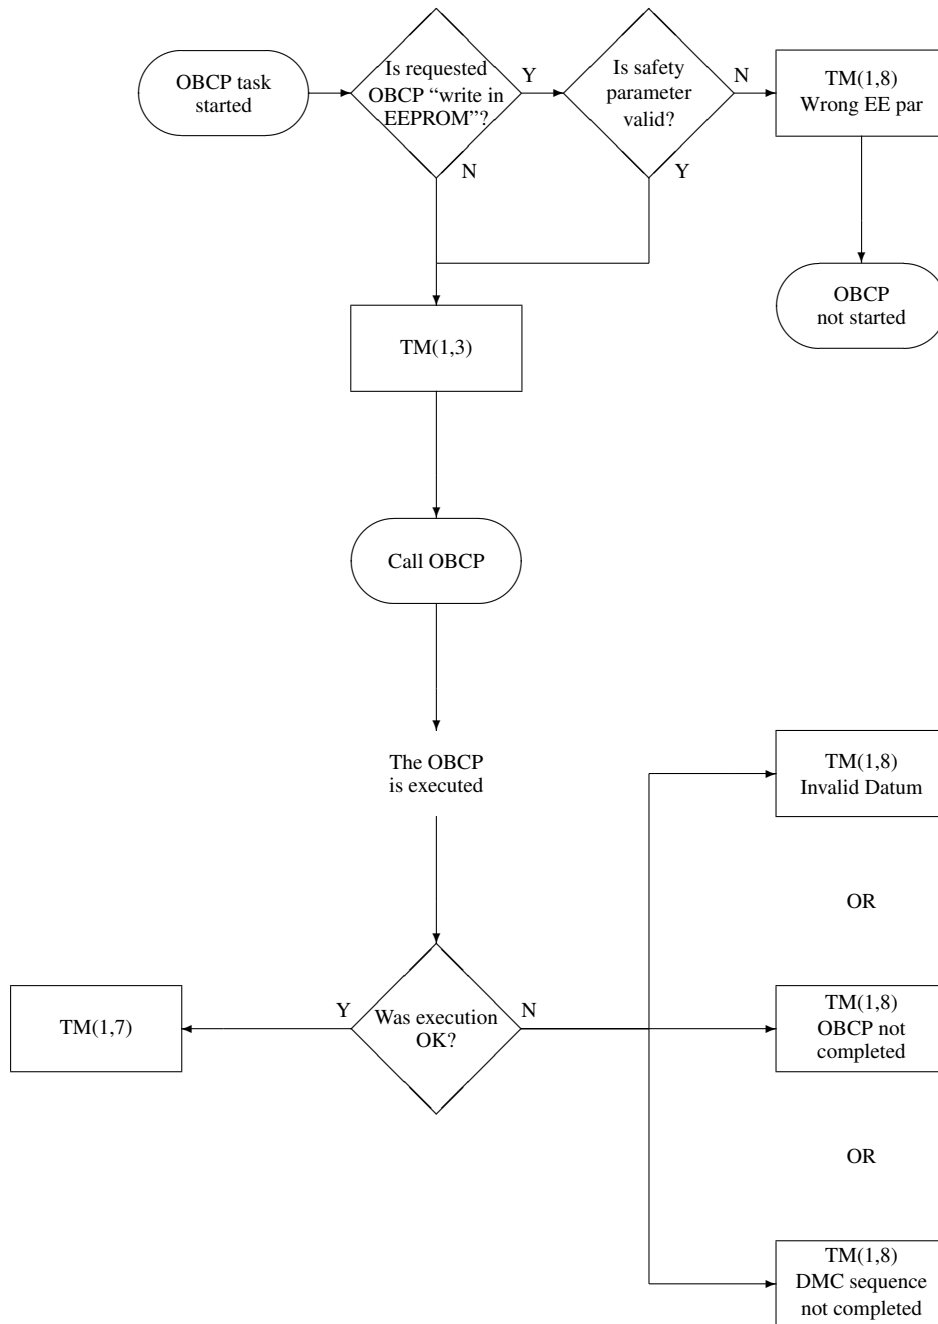 OBCP task
started
Is requested
OBCP “write in
EEPROM”?
Y
Is safety
parameter
valid?
N
TM(1,8)
Wrong EE par
N
Y
OBCP
not started
TM(1,3)
Call OBCP
The OBCP
is executed
TM(1,8)
Invalid Datum
OR
TM(1,7)
Y
Was execution
OK?
N
TM(1,8)
OBCP not
completed
OR
TM(1,8)
DMC sequence
not completed